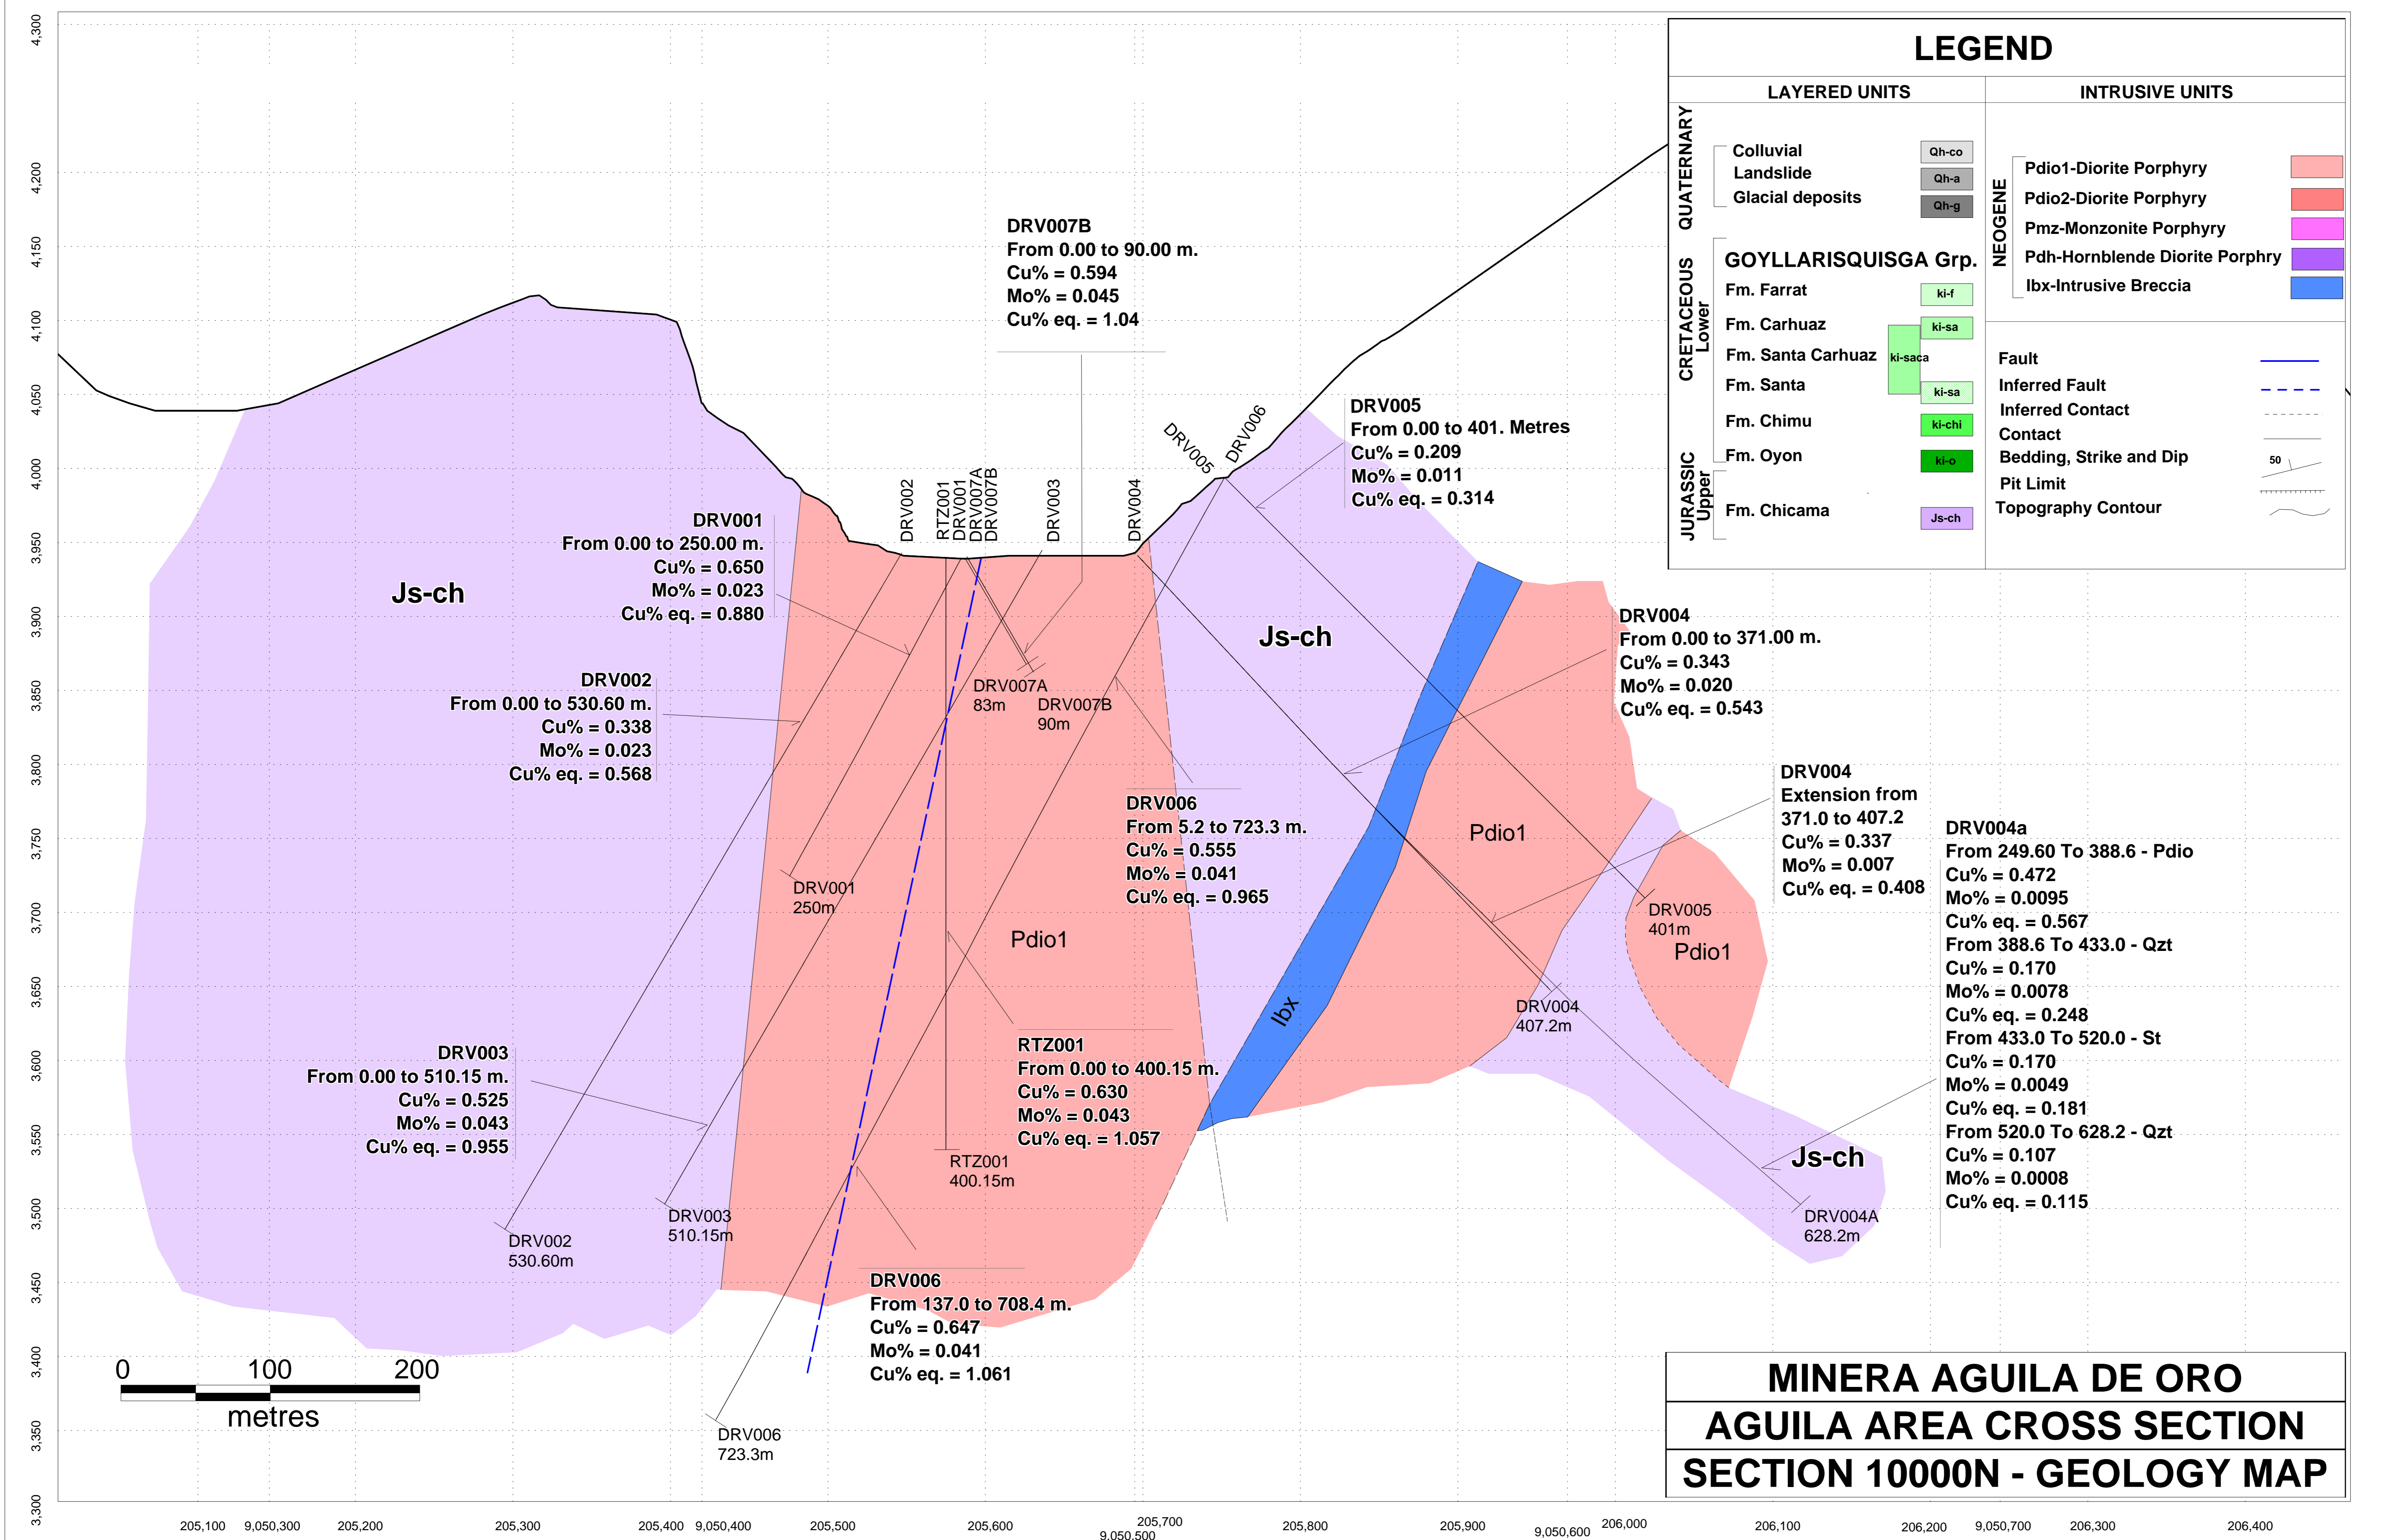 4,300
4,200
4,150
4,100
4,050
4,000
3,950
3,900
3,850
3,800
3,750
3,700
3,650
3,600
3,550
3,500
3,450
3,400
3,350
3,300
LEGEND
LAYERED UNITS
INTRUSIVE UNITS
QUATERNARY
Colluvial
Qh-co
Landslide
Qh-a
Glacial deposits
Qh-g
CRETACEOUS
Lower
GOYLLARISQUISGA Grp.
Fm. Farrat
ki-f
Fm. Carhuaz
ki-sa
Fm. Santa Carhuaz
ki-saca
Fm. Santa
ki-sa
Fm. Chimu
ki-chi
Fm. Oyon
ki-o
JURASSIC
Upper
Fm. Chicama
Js-ch
NEOGENE
Pdio1-Diorite Porphyry
Pdio2-Diorite Porphyry
Pmz-Monzonite Porphyry
Pdh-Hornblende Diorite Porphry
Ibx-Intrusive Breccia
Fault
Inferred Fault
Inferred Contact
Contact
Bedding, Strike and Dip
50
Pit Limit
Topography Contour
DRV007B
From 0.00 to 90.00 m.
Cu% = 0.594
Mo% = 0.045
Cu% eq. = 1.04
DRV005
From 0.00 to 401. Metres
Cu% = 0.209
Mo% = 0.011
Cu% eq. = 0.314
DRV002
RTZ001
DRV001
DRV007A
DRV007B
DRV003
DRV004
DRV005
DRV006
DRV001
From 0.00 to 250.00 m.
Cu% = 0.650
Mo% = 0.023
Cu% eq. = 0.880
Js-ch
Js-ch
DRV004
From 0.00 to 371.00 m.
Cu% = 0.343
Mo% = 0.020
Cu% eq. = 0.543
DRV002
From 0.00 to 530.60 m.
Cu% = 0.338
Mo% = 0.023
Cu% eq. = 0.568
DRV007A
83m
DRV007B
90m
DRV006
From 5.2 to 723.3 m.
Cu% = 0.555
Mo% = 0.041
Cu% eq. = 0.965
Pdio1
DRV004
Extension from
371.0 to 407.2
Cu% = 0.337
Mo% = 0.007
Cu% eq. = 0.408
DRV004a
From 249.60 To 388.6 - Pdio
Cu% = 0.472
Mo% = 0.0095
Cu% eq. = 0.567
From 388.6 To 433.0 - Qzt
Cu% = 0.170
Mo% = 0.0078
Cu% eq. = 0.248
From 433.0 To 520.0 - St
Cu% = 0.170
Mo% = 0.0049
Cu% eq. = 0.181
From 520.0 To 628.2 - Qzt
Cu% = 0.107
Mo% = 0.0008
Cu% eq. = 0.115
DRV001
250m
DRV005
401m
Pdio1
Pdio1
Ibx
DRV004
407.2m
DRV003
From 0.00 to 510.15 m.
Cu% = 0.525
Mo% = 0.043
Cu% eq. = 0.955
RTZ001
From 0.00 to 400.15 m.
Cu% = 0.630
Mo% = 0.043
Cu% eq. = 1.057
RTZ001
400.15m
Js-ch
DRV003
510.15m
DRV002
530.60m
DRV004A
628.2m
DRV006
From 137.0 to 708.4 m.
Cu% = 0.647
Mo% = 0.041
Cu% eq. = 1.061
DRV006
723.3m
0 100 200
metres
MINERA AGUILA DE ORO
AGUILA AREA CROSS SECTION
SECTION 10000N - GEOLOGY MAP
205,100 9,050,300 205,200 205,300 205,400 9,050,400 205,500 205,600 9,050,500 205,700 205,800 205,900 9,050,600 206,000 206,100 206,200 9,050,700 206,300 206,400